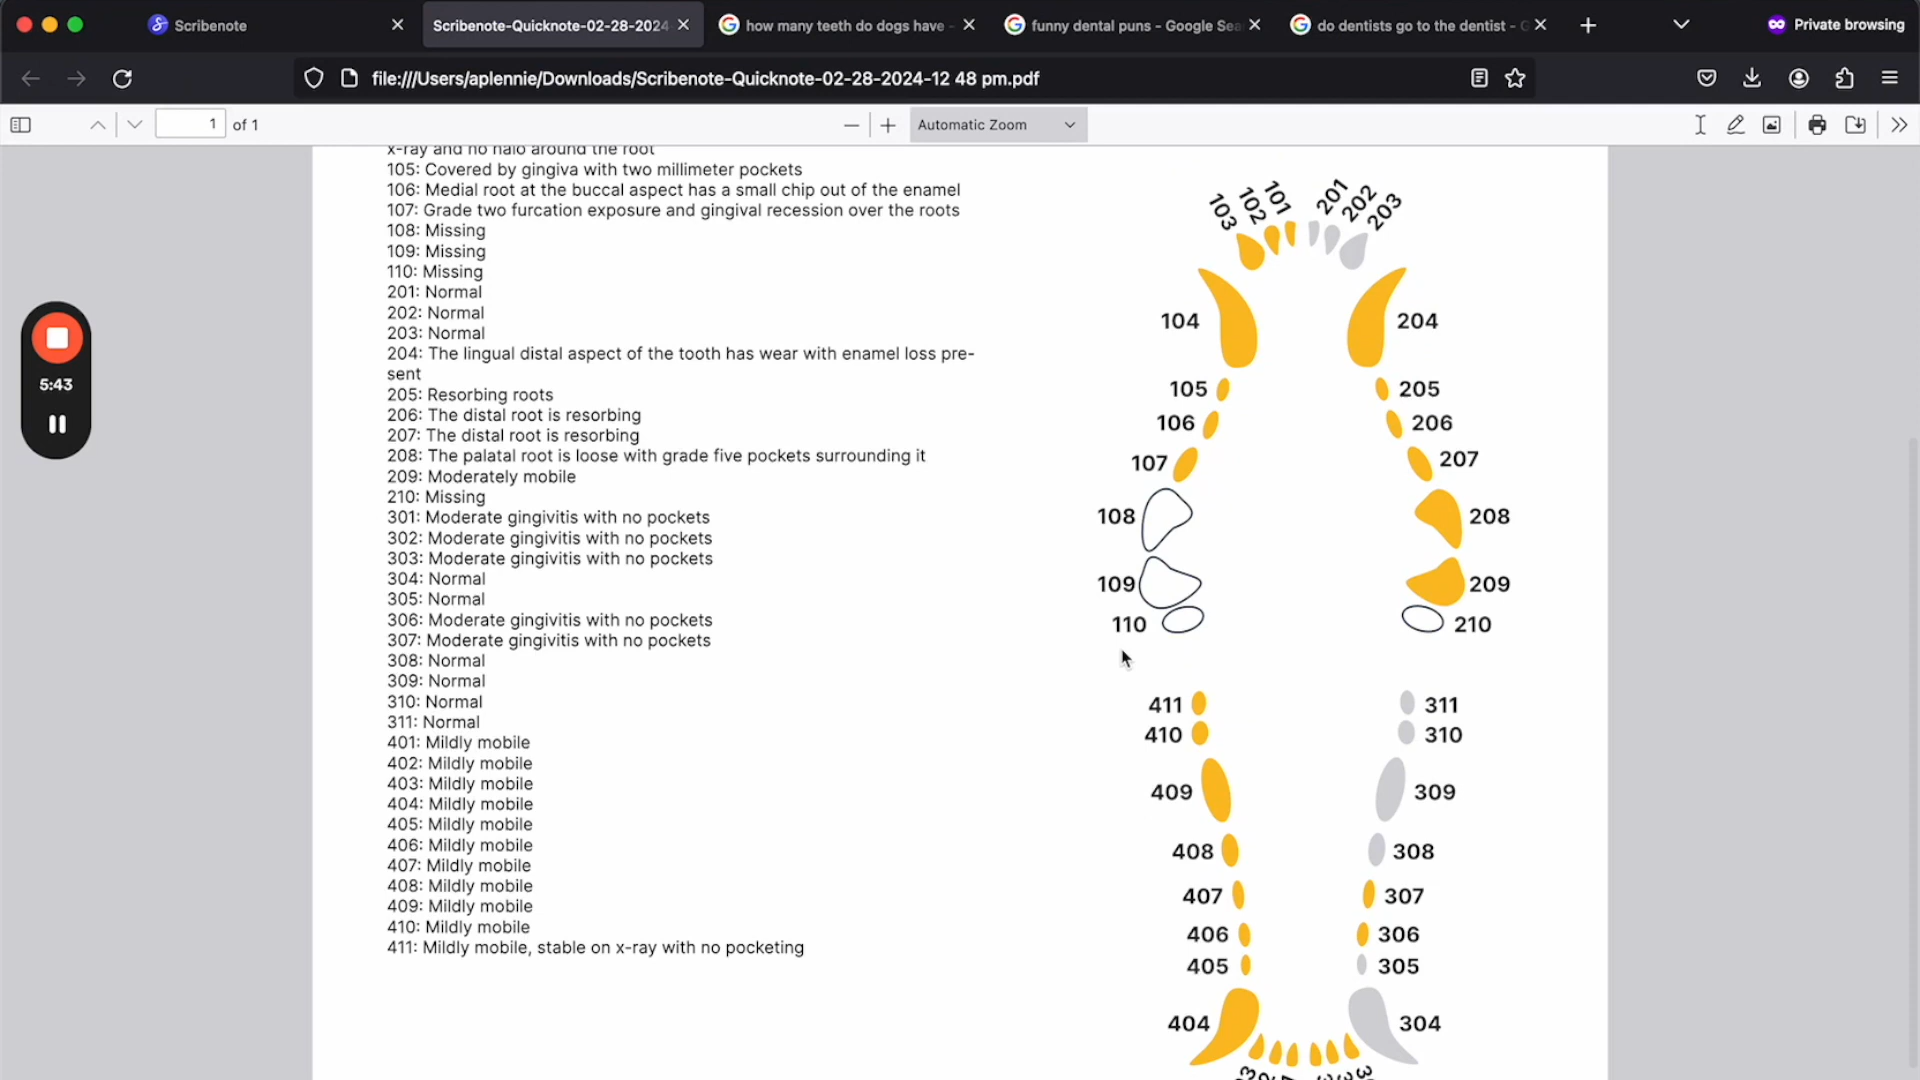 Scribenote
Scribenote-Quicknote-02-28-2024
how many teeth do dogs have -
funny dental puns - Google Sea
do dentists go to the dentist - G
Private browsing
file:///Users/aplennie/Downloads/Scribenote-Quicknote-02-28-2024-12 48 pm.pdf
1 of 1
Automatic Zoom
5:43
x-ray and no halo around the root
105: Covered by gingiva with two millimeter pockets
106: Medial root at the buccal aspect has a small chip out of the enamel
107: Grade two furcation exposure and gingival recession over the roots
108: Missing
109: Missing
110: Missing
201: Normal
202: Normal
203: Normal
204: The lingual distal aspect of the tooth has wear with enamel loss pre-
sent
205: Resorbing roots
206: The distal root is resorbing
207: The distal root is resorbing
208: The palatal root is loose with grade five pockets surrounding it
209: Moderately mobile
210: Missing
301: Moderate gingivitis with no pockets
302: Moderate gingivitis with no pockets
303: Moderate gingivitis with no pockets
304: Normal
305: Normal
306: Moderate gingivitis with no pockets
307: Moderate gingivitis with no pockets
308: Normal
309: Normal
310: Normal
311: Normal
401: Mildly mobile
402: Mildly mobile
403: Mildly mobile
404: Mildly mobile
405: Mildly mobile
406: Mildly mobile
407: Mildly mobile
408: Mildly mobile
409: Mildly mobile
410: Mildly mobile
411: Mildly mobile, stable on x-ray with no pocketing
103 102 101 201 202 203
104 204
105 205
106 206
107 207
108 208
109 209
110 210
411 311
410 310
409 309
408 308
407 307
406 306
405 305
404 304